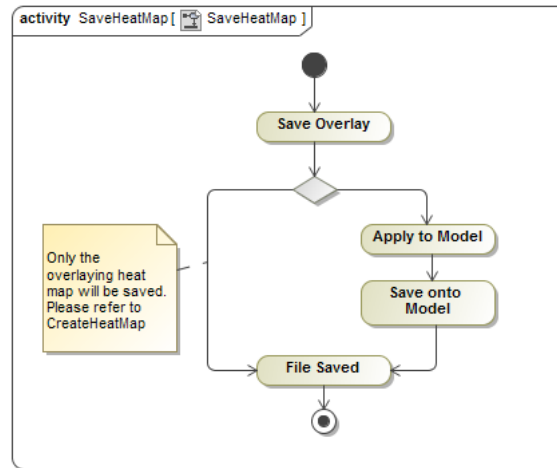 activity SaveHeatMap [ SaveHeatMap ]
Save Overlay
Apply to Model
Only the
overlaying heat
map will be saved.
Please refer to
CreateHeatMap
Save onto
Model
File Saved